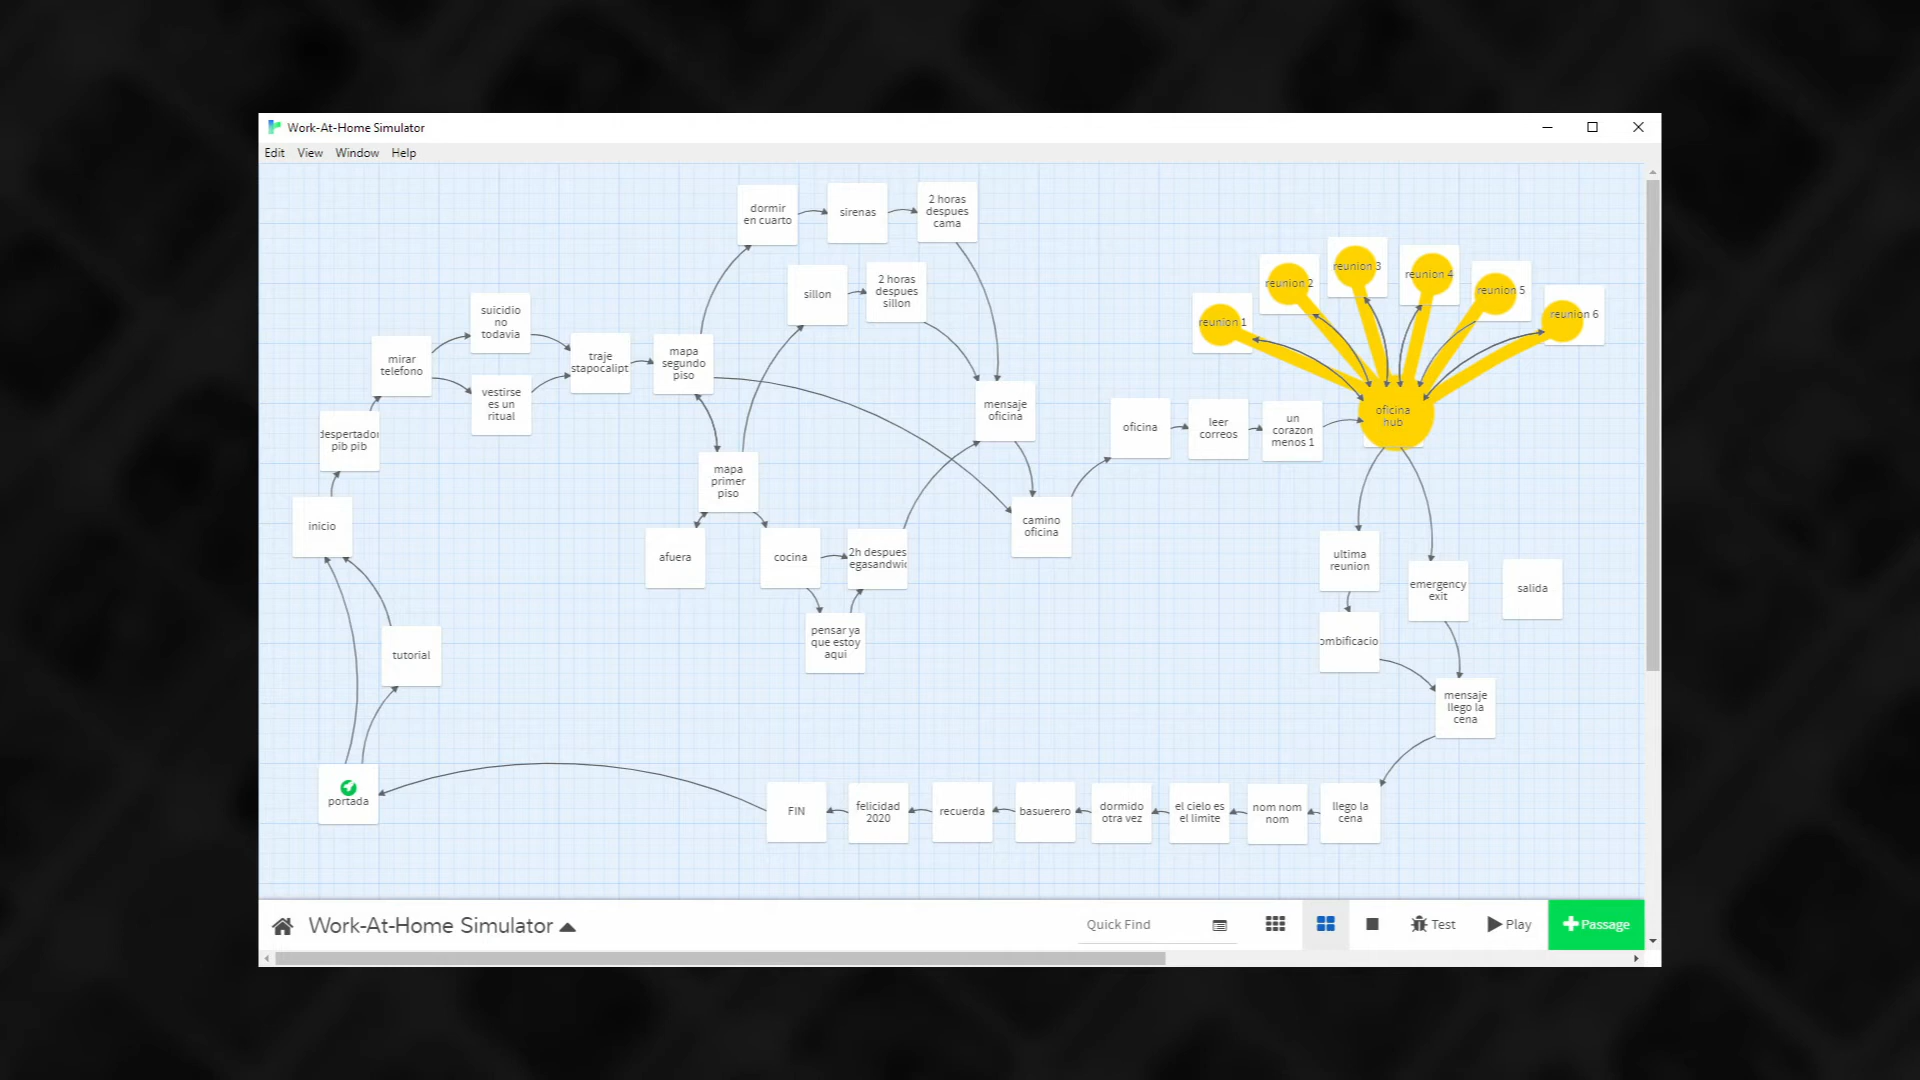 Work-At-Home Simulator
Edit View Window Help
dormir
en cuarto
sirenas
2 horas
despues
cama
sillon
2 horas
despues
sillon
suicidio
no
todavia
mirar
telefono
vestirse
es un
ritual
traje
stapocalipt
mapa
segundo
piso
despertador
pib pib
inicio
tutorial
portada
mapa
primer
piso
afuera
cocina
2h despues
egasandwic
pensar ya
que estoy
aqui
mensaje
oficina
camino
oficina
oficina
leer
correos
un
corazon
menos 1
reunion 1
reunion 2
reunion 3
reunion 4
reunion 5
reunion 6
oficina
hub
ultima
reunion
emergency
exit
salida
ombificacio
mensaje
llego la
cena
FIN
felicidad
2020
recuerda
basuerero
dormido
otra vez
el cielo es
el limite
nom nom
nom
llego la
cena
Work-At-Home Simulator
Quick Find
Test
Play
Passage